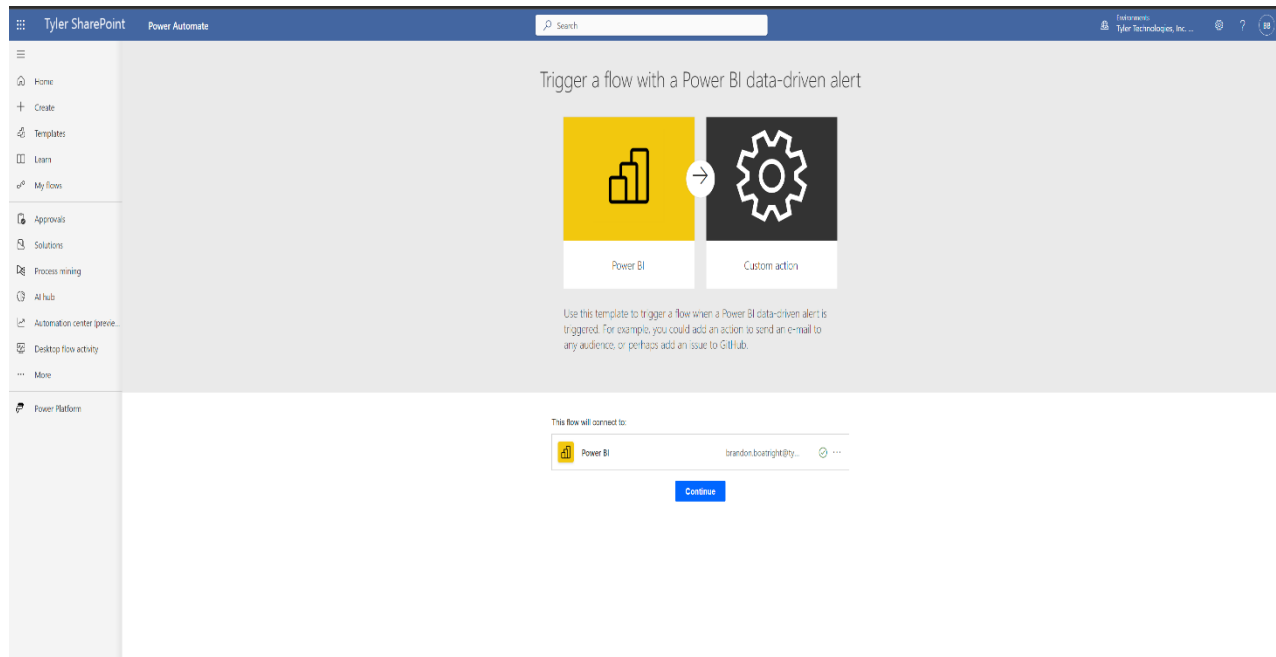 Tyler SharePoint
Power Automate
Search
Environments
Tyler Technologies, Inc. ...
?
BB
Home
Create
Templates
Learn
My flows
Approvals
Solutions
Process mining
AI hub
Automation center (previe...
Desktop flow activity
More
Power Platform
Trigger a flow with a Power BI data-driven alert
Power BI
Custom action
Use this template to trigger a flow when a Power BI data-driven alert is
triggered. For example, you could add an action to send an e-mail to
any audience, or perhaps add an issue to GitHub.
This flow will connect to:
Power BI
brandon.boatright@ty...
Continue